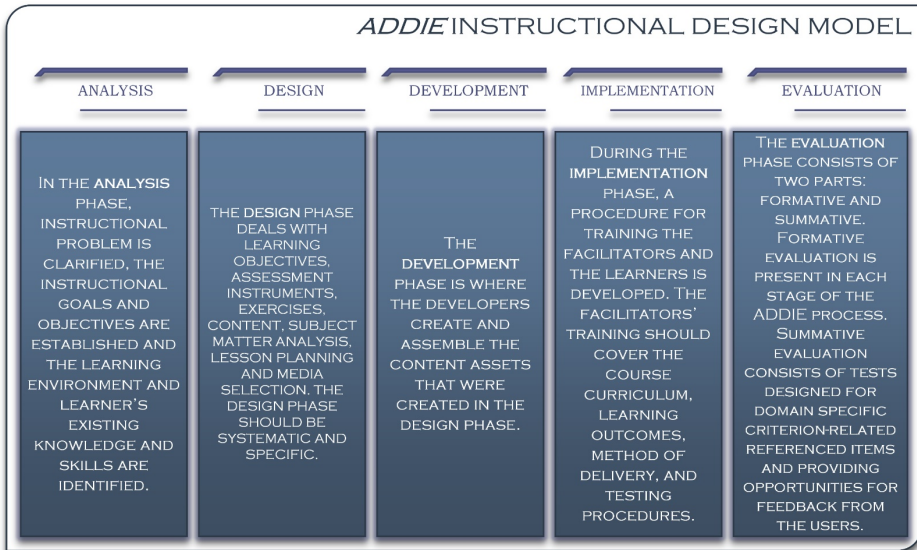 ADDIE INSTRUCTIONAL DESIGN MODEL
ANALYSIS
IN THE ANALYSIS
PHASE,
INSTRUCTIONAL
PROBLEM IS
CLARIFIED, THE
INSTRUCTIONAL
GOALS AND
OBJECTIVES ARE
ESTABLISHED AND
THE LEARNING
ENVIRONMENT AND
LEARNER'S
EXISTING
KNOWLEDGE AND
SKILLS ARE
IDENTIFIED.
DESIGN
THE DESIGN PHASE
DEALS WITH
LEARNING
OBJECTIVES,
ASSESSMENT
INSTRUMENTS,
EXERCISES,
CONTENT, SUBJECT
MATTER ANALYSIS,
LESSON PLANNING
AND MEDIA
SELECTION. THE
DESIGN PHASE
SHOULD BE
SYSTEMATIC AND
SPECIFIC.
DEVELOPMENT
THE
DEVELOPMENT
PHASE IS WHERE
THE DEVELOPERS
CREATE AND
ASSEMBLE THE
CONTENT ASSETS
THAT WERE
CREATED IN THE
DESIGN PHASE.
IMPLEMENTATION
DURING THE
IMPLEMENTATION
PHASE, A
PROCEDURE FOR
TRAINING THE
FACILITATORS AND
THE LEARNERS IS
DEVELOPED. THE
FACILITATORS'
TRAINING SHOULD
COVER THE
COURSE
CURRICULUM,
LEARNING
OUTCOMES,
METHOD OF
DELIVERY, AND
TESTING
PROCEDURES.
EVALUATION
THE EVALUATION
PHASE CONSISTS OF
TWO PARTS:
FORMATIVE AND
SUMMATIVE.
FORMATIVE
EVALUATION IS
PRESENT IN EACH
STAGE OF THE
ADDIE PROCESS.
SUMMATIVE
EVALUATION
CONSISTS OF TESTS
DESIGNED FOR
DOMAIN SPECIFIC
CRITERION-RELATED
REFERENCED ITEMS
AND PROVIDING
OPPORTUNITIES FOR
FEEDBACK FROM
THE USERS.